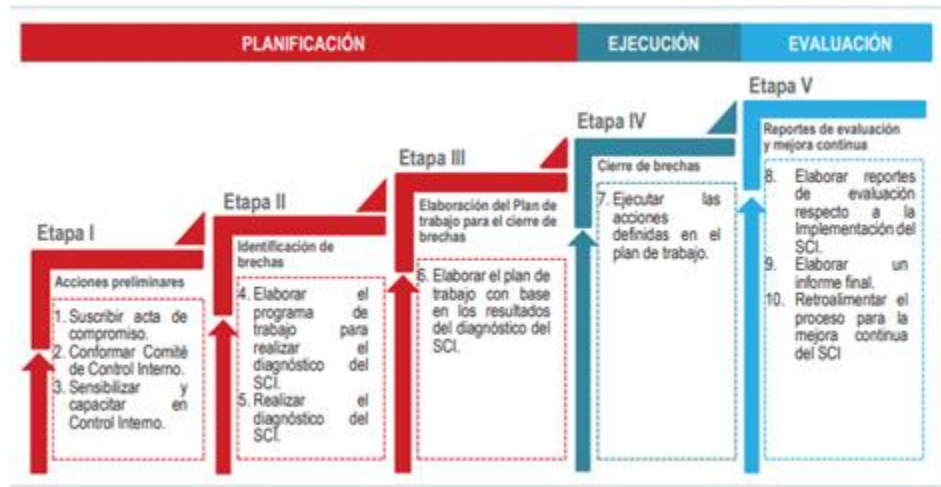 PLANIFICACIÓN
EJECUCIÓN
EVALUACIÓN
Etapa I
Acciones preliminares
1. Suscribir acta de
compromiso.
2. Conformar Comité
de Control Interno.
3. Sensibilizar y
capacitar en
Control Interno.
Etapa II
Identificación de
brechas
4. Elaborar el
programa de
trabajo para
realizar el
diagnóstico del
SCI.
5. Realizar el
diagnóstico del
SCI.
Etapa III
Elaboración del Plan de
trabajo para el cierre de
brechas
6. Elaborar el plan de
trabajo con base
en los resultados
del diagnóstico del
SCI.
Etapa IV
Cierre de brechas
7. Ejecutar las
acciones
definidas en el
plan de trabajo.
Etapa V
Reportes de evaluación
y mejora continua
8. Elaborar reportes
de evaluación
respecto a la
Implementación del
SCI.
9. Elaborar un
informe final.
10. Retroalimentar el
proceso para la
mejora continua
del SCI